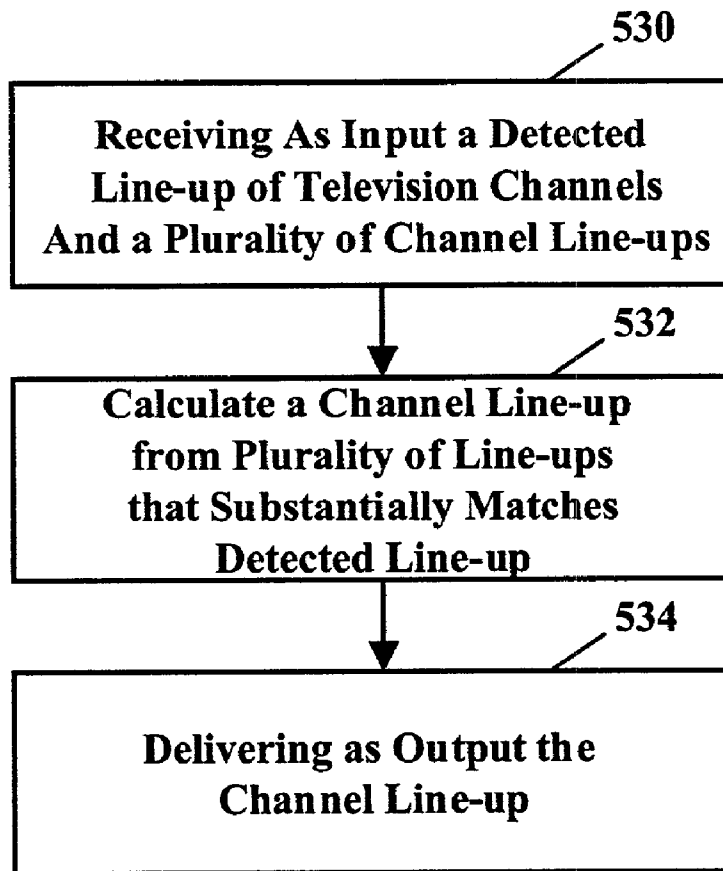 530
Receiving As Input a Detected
Line-up of Television Channels
And a Plurality of Channel Line-ups
532
Calculate a Channel Line-up
from Plurality of Line-ups
that Substantially Matches
Detected Line-up
534
Delivering as Output the
Channel Line-up